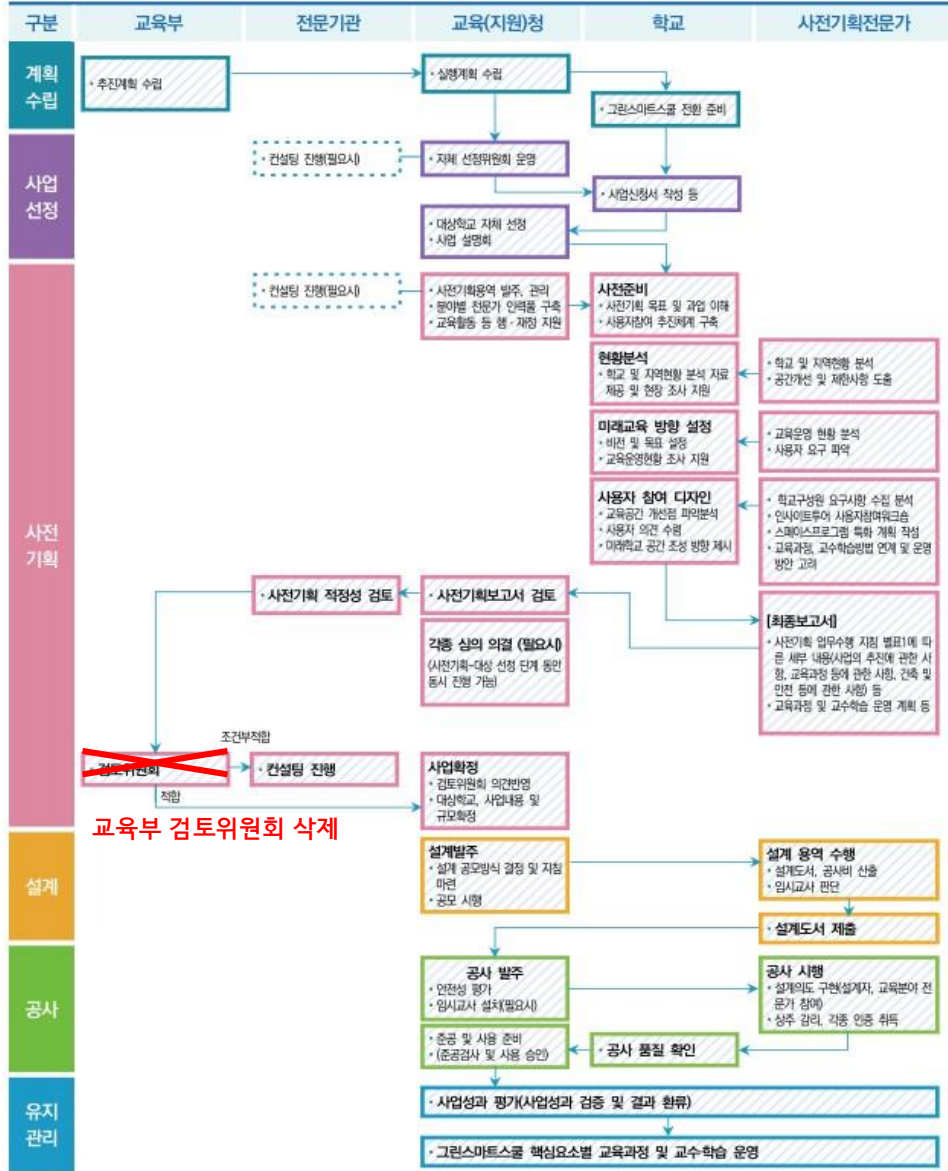 구분 교육부 전문기관 교육(지원)청 학교 사전기획전문가
계획
수립
• 추진계획 수립
• 실행계획 수립
• 그린스마트스쿨 전환 준비
사업
선정
• 컨설팅 진행(필요시)
• 자체 선정위원회 운영
• 사업신청서 작성 등
• 대상학교 자체 선정
• 사업 설명회
사전
기획
• 컨설팅 진행(필요시)
• 사전기획용역 발주, 관리
• 분야별 전문가 인력풀 구축
• 교육활동 등 행·재정 지원
사전준비
• 사전기획 목표 및 과업 이해
• 사용자참여 추진체계 구축
현황분석
• 학교 및 지역현황 분석 자료
제공 및 현장 조사 지원
• 학교 및 지역현황 분석
• 공간개선 및 제한사항 도출
미래교육 방향 설정
• 비전 및 목표 설정
• 교육운영현황 조사 지원
• 교육운영 현황 분석
• 사용자 요구 파악
사용자 참여 디자인
• 교육공간 개선점 파악분석
• 사용자 의견 수렴
• 미래학교 공간 조성 방향 제시
• 학교구성원 요구사항 수집 분석
• 인사이트투어 사용자참여워크숍
• 스페이스프로그램 특화 계획 작성
• 교육과정, 교수학습방법 연계 및 운영
방안 고려
• 사전기획 적정성 검토
• 사전기획보고서 검토
각종 심의 의결 (필요시)
(사전기획~대상 선정 단계 동안
동시 진행 가능)
[최종보고서]
• 사전기획 업무수행 지침 별표1에 따
른 세부 내용(사업의 추진에 관한 사
항, 교육과정 등에 관한 사항, 건축 및
안전 등에 관한 사항) 등
• 교육과정 및 교수학습 운영 계획 등
조건부적합
• 검토위원회
• 컨설팅 진행
적합
사업확정
• 검토위원회 의견반영
• 대상학교, 사업내용 및
규모확정
교육부 검토위원회 삭제
설계
설계발주
• 설계 공모방식 결정 및 지침
마련
• 공모 시행
설계 용역 수행
• 설계도서, 공사비 산출
• 임시교사 판단
• 설계도서 제출
공사
공사 발주
• 안전성 평가
• 임시교사 설치(필요시)
공사 시행
• 설계의도 구현(설계자, 교육분야 전
문가 참여)
• 상주 감리, 각종 인증 취득
• 준공 및 사용 준비
• (준공검사 및 사용 승인)
• 공사 품질 확인
유지
관리
• 사업성과 평가(사업성과 검증 및 결과 환류)
• 그린스마트스쿨 핵심요소별 교육과정 및 교수·학습 운영